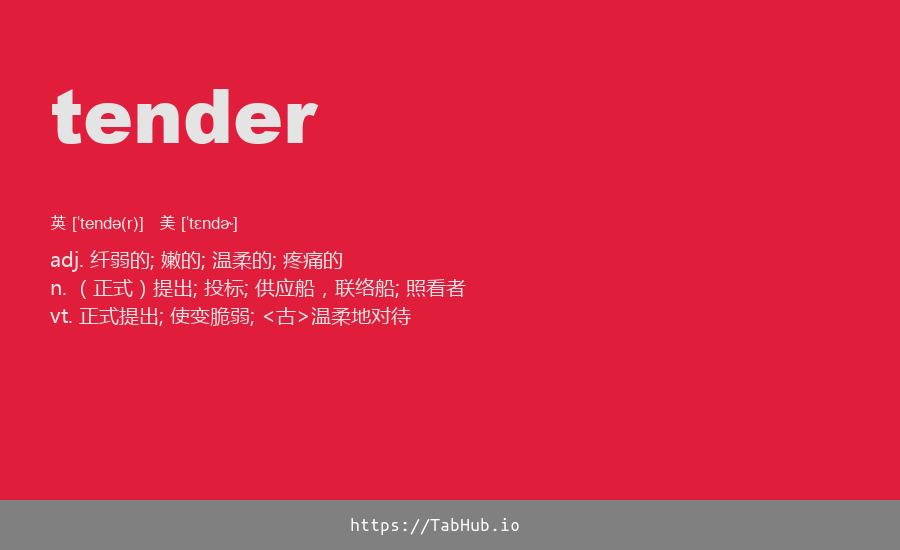 tender
英 [ˈtendə(r)] 美 [ˈtɛndɚ]
adj. 纤弱的; 嫩的; 温柔的; 疼痛的
n. （正式）提出; 投标; 供应船，联络船; 照看者
vt. 正式提出; 使变脆弱; <古>温柔地对待
https://TabHub.io